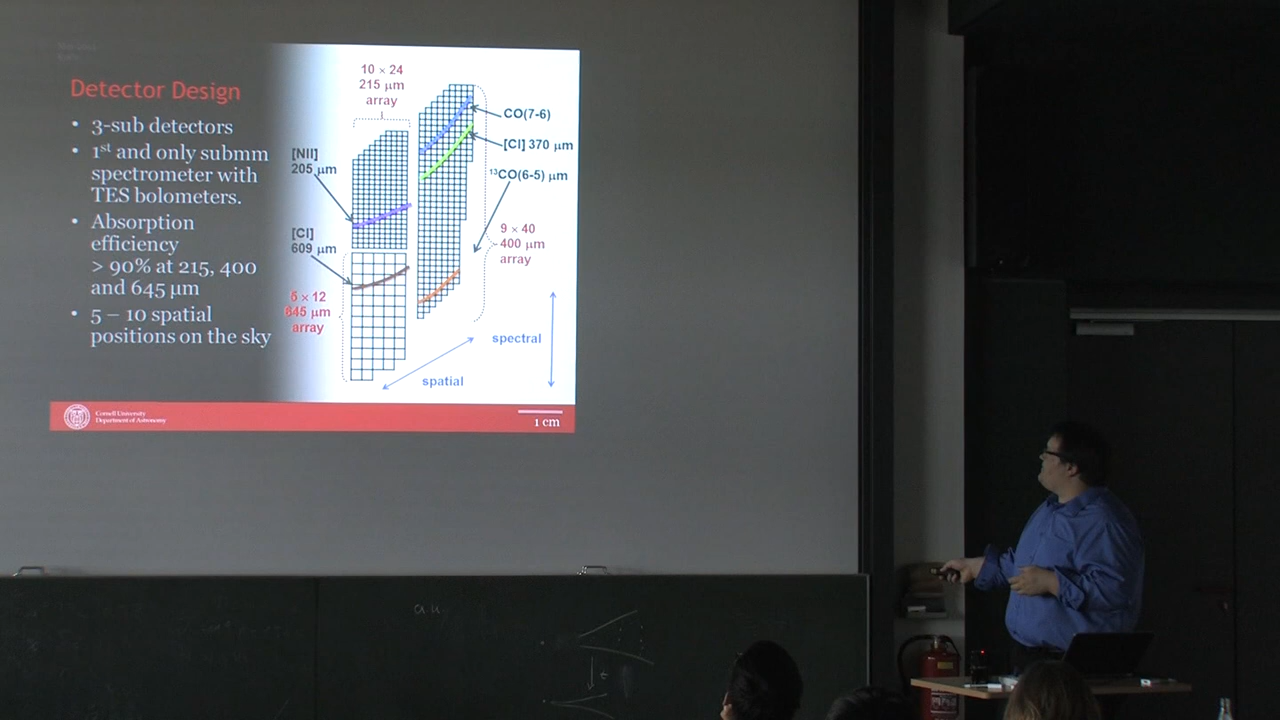 Detector Design
• 3-sub detectors
• 1st and only submm
spectrometer with
TES bolometers.
• Absorption
efficiency
> 90% at 215, 400
and 645 μm
• 5 – 10 spatial
positions on the sky
10 × 24
215 μm
array
[NII]
205 μm
[CI]
609 μm
6 × 12
645 μm
array
CO(7-6)
[CI] 370 μm
¹³CO(6-5) μm
9 × 40
400 μm
array
spectral
spatial
Cornell University
Department of Astronomy
1 cm